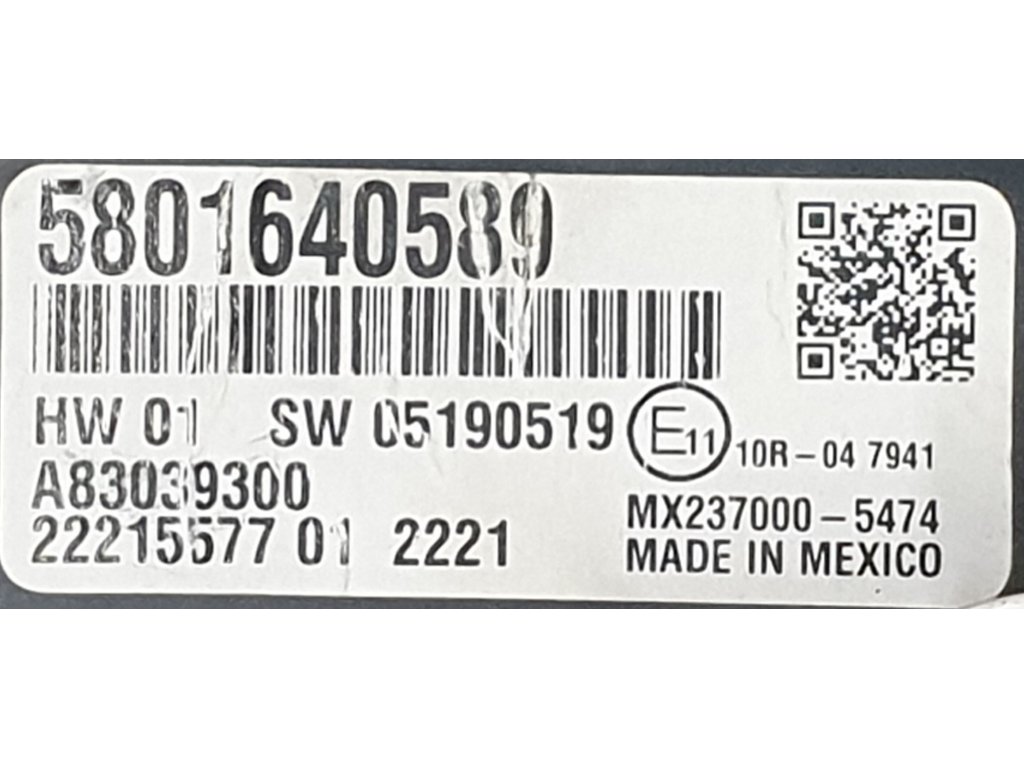 5801640589
HW 01 SW 05190519 E11 10R-04 7941
A83039300
22215577 01 2221
MX237000-5474
MADE IN MEXICO